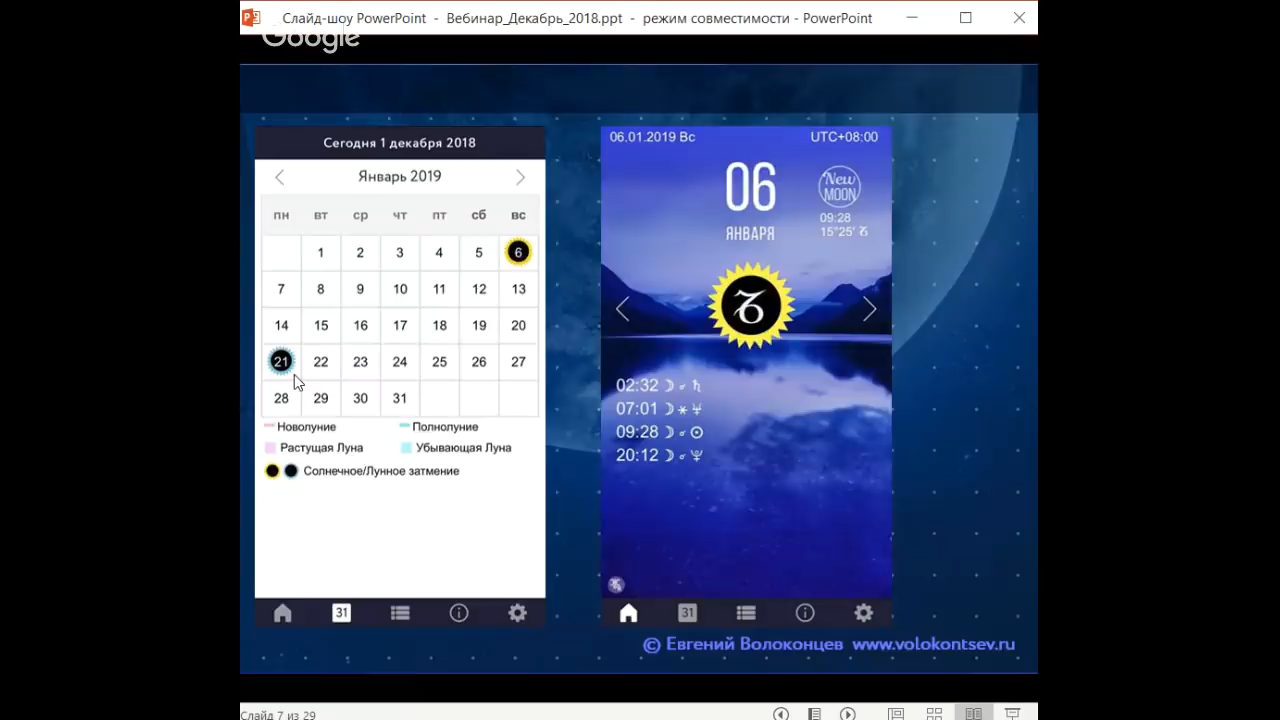 Слайд-шоу PowerPoint - Вебинар_Декабрь_2018.ppt - режим совместимости - PowerPoint
Google
Сегодня 1 декабря 2018
Январь 2019
пн вт ср чт пт сб вс
1 2 3 4 5 6
7 8 9 10 11 12 13
14 15 16 17 18 19 20
21 22 23 24 25 26 27
28 29 30 31
Новолуние Полнолуние
Растущая Луна Убывающая Луна
Солнечное/Лунное затмение
31
06.01.2019 Вс UTC+08:00
06
ЯНВАРЯ
New
MOON
09:28
15°25' ♑
♑
02:32 ☽ ☌ ♄
07:01 ☽ ⚹ ♆
09:28 ☽ ☌ ☉
20:12 ☽ ☌ ♇
31
© Евгений Волоконцев www.volokontsev.ru
Слайд 7 из 29